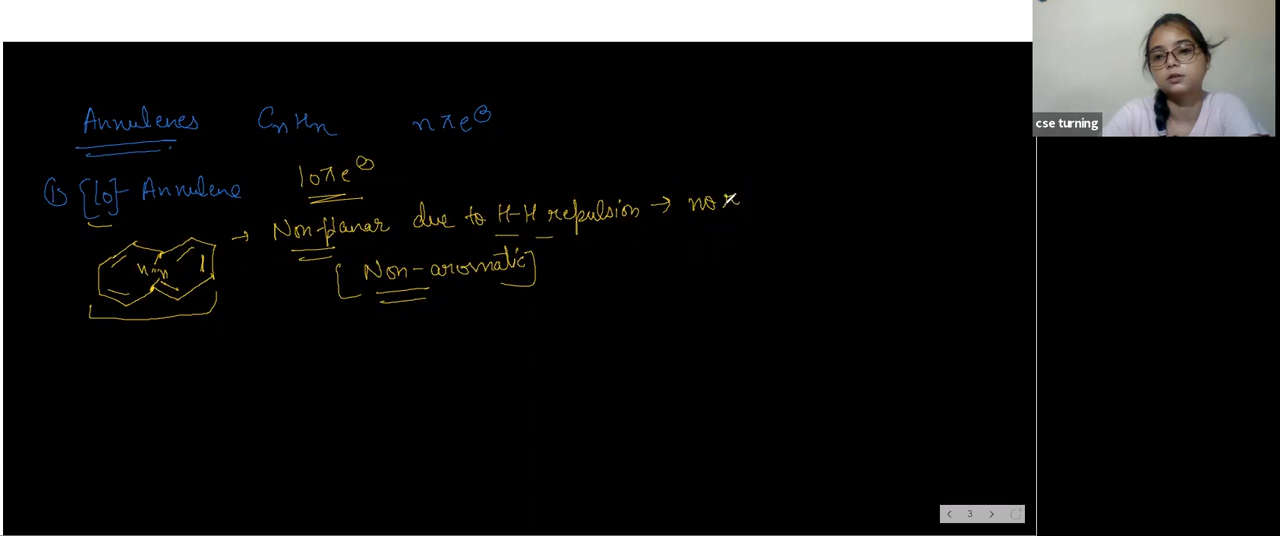 Annulenes CnHn nπe⊖
① [10]- Annulene 10πe⊖
→ Non-planar due to H-H repulsion → no
[Non-aromatic]
H H
cse turning
3